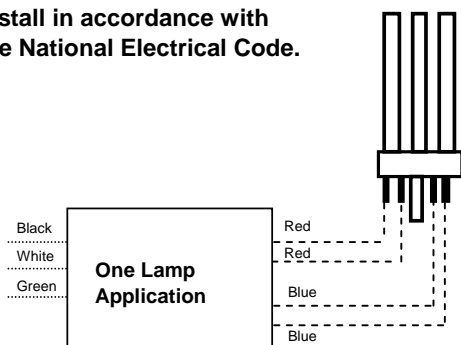 stall in accordance with
e National Electrical Code.
Black
White
Green
One Lamp
Application
Red
Red
Blue
Blue